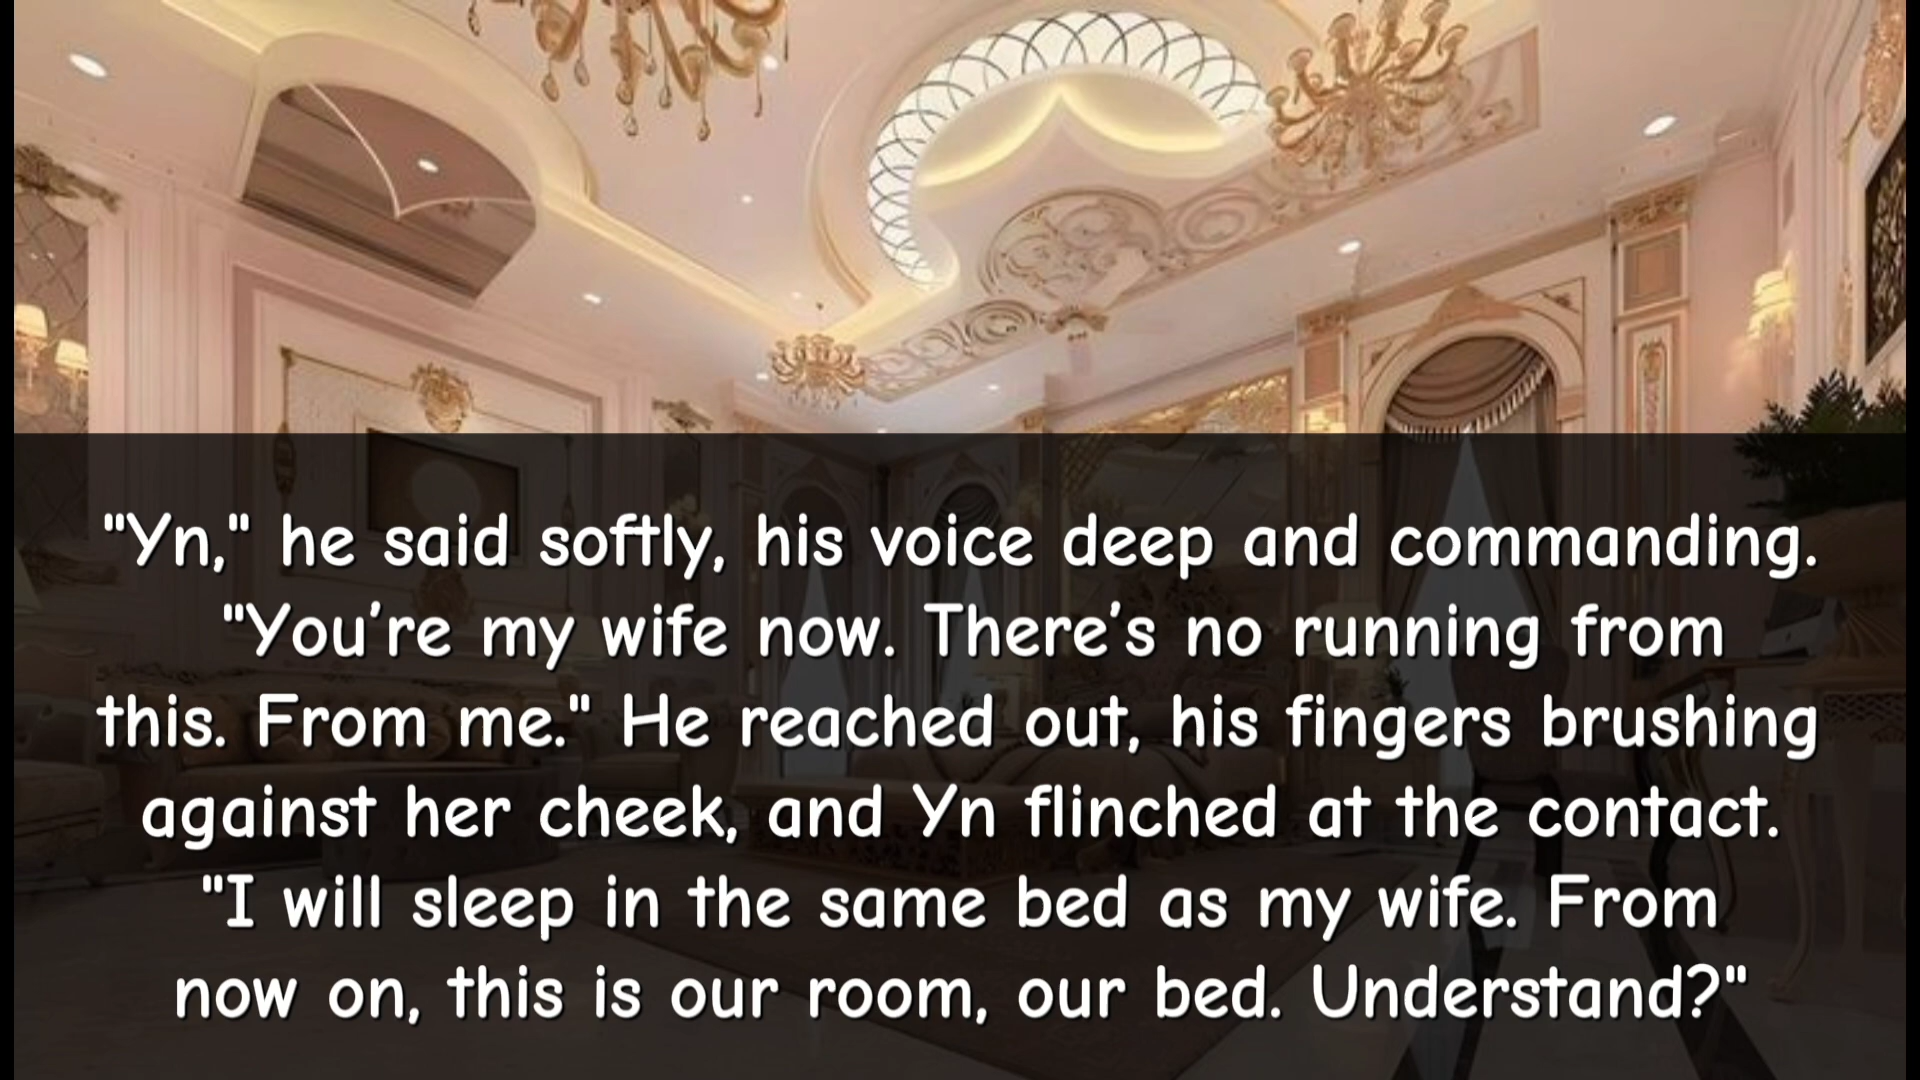 "Yn," he said softly, his voice deep and commanding.
"You’re my wife now. There’s no running from
this. From me." He reached out, his fingers brushing
against her cheek, and Yn flinched at the contact.
"I will sleep in the same bed as my wife. From
now on, this is our room, our bed. Understand?"